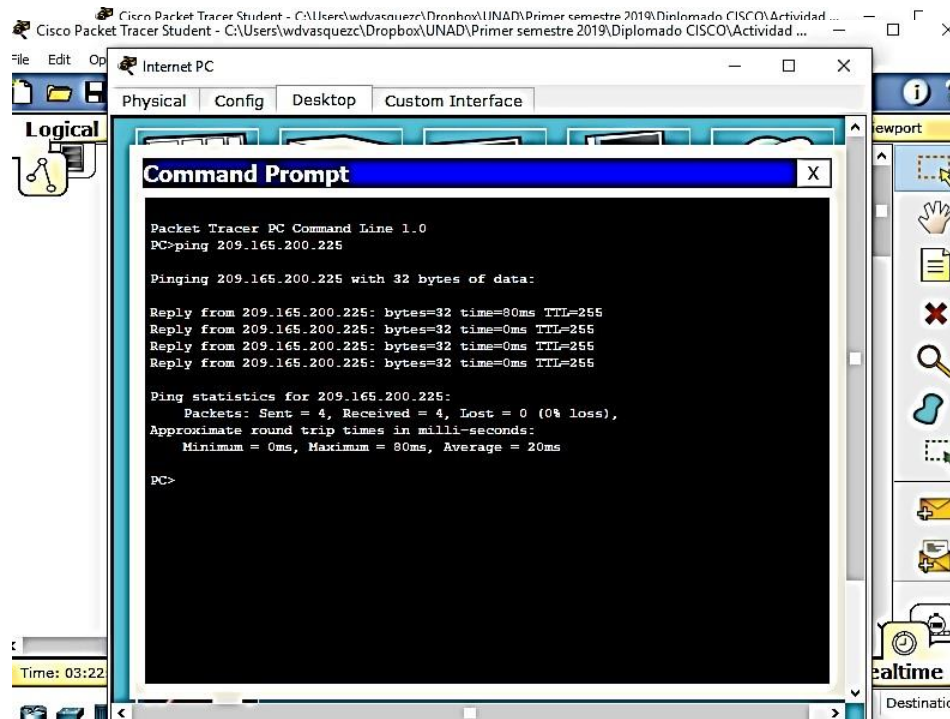 Cisco Packet Tracer Student - C:\Users\wdvasquezc\Dropbox\UNAD\Primer semestre 2019\Diplomado CISCO\Actividad ...
Cisco Packet Tracer Student - C:\Users\wdvasquezc\Dropbox\UNAD\Primer semestre 2019\Diplomado CISCO\Actividad ...
File Edit Op
Internet PC
Physical Config Desktop Custom Interface
Logical
iewport
Command Prompt
X
Packet Tracer PC Command Line 1.0
PC>ping 209.165.200.225
Pinging 209.165.200.225 with 32 bytes of data:
Reply from 209.165.200.225: bytes=32 time=80ms TTL=255
Reply from 209.165.200.225: bytes=32 time=0ms TTL=255
Reply from 209.165.200.225: bytes=32 time=0ms TTL=255
Reply from 209.165.200.225: bytes=32 time=0ms TTL=255
Ping statistics for 209.165.200.225:
Packets: Sent = 4, Received = 4, Lost = 0 (0% loss),
Approximate round trip times in milli-seconds:
Minimum = 0ms, Maximum = 80ms, Average = 20ms
PC>
Time: 03:22
ealtime
Destinati